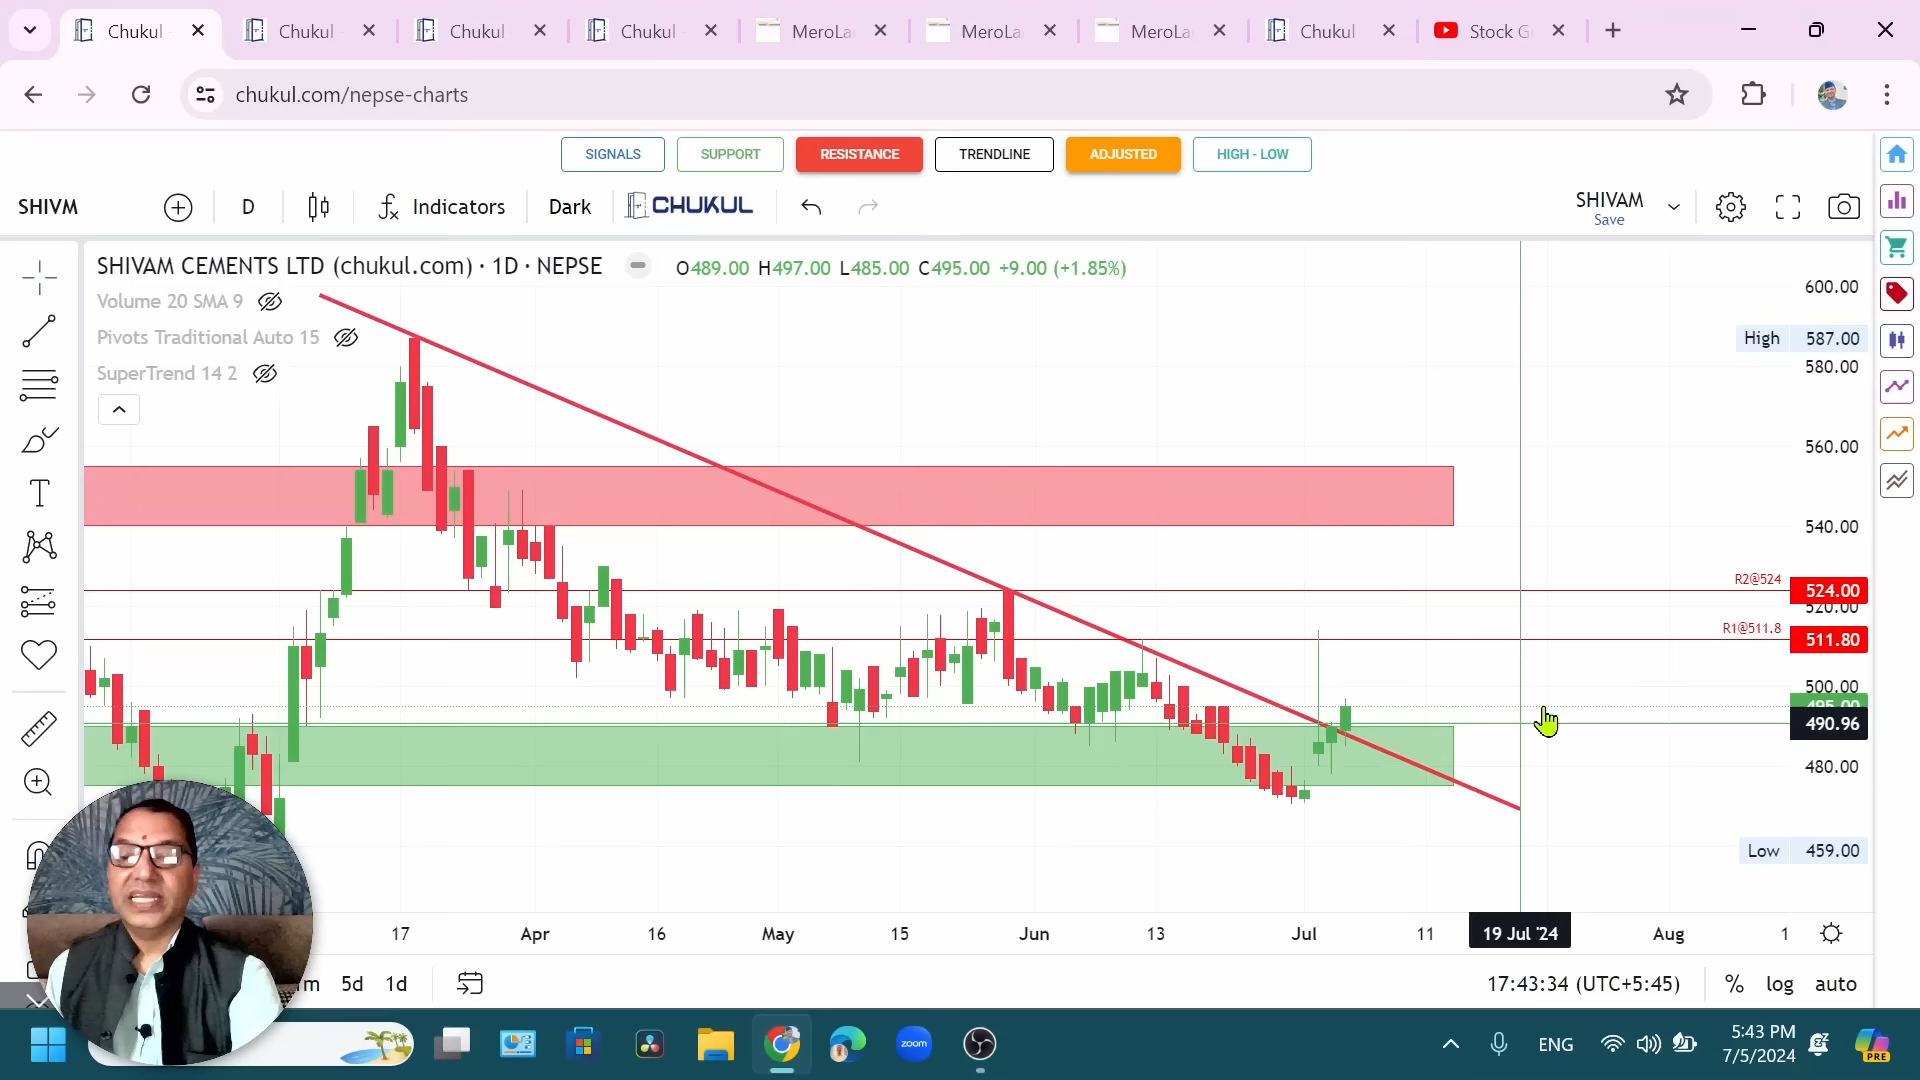 Chukul
Chukul
Chukul
Chukul
MeroLa
MeroLa
MeroLa
Chukul
Stock G
chukul.com/nepse-charts
SIGNALS
SUPPORT
RESISTANCE
TRENDLINE
ADJUSTED
HIGH - LOW
SHIVM
D
Indicators
Dark
CHUKUL
SHIVAM
Save
SHIVAM CEMENTS LTD (chukul.com) · 1D · NEPSE
O489.00 H497.00 L485.00 C495.00 +9.00 (+1.85%)
Volume 20 SMA 9
Pivots Traditional Auto 15
SuperTrend 14 2
600.00
High 587.00
580.00
560.00
540.00
R2@524
524.00
520.00
R1@511.8
511.80
500.00
495.00
490.96
480.00
Low 459.00
17
Apr
16
May
15
Jun
13
Jul
11
19 Jul '24
Aug
1
5d
1d
17:43:34 (UTC+5:45)
%
log
auto
zoom
ENG
5:43 PM
7/5/2024
PRE